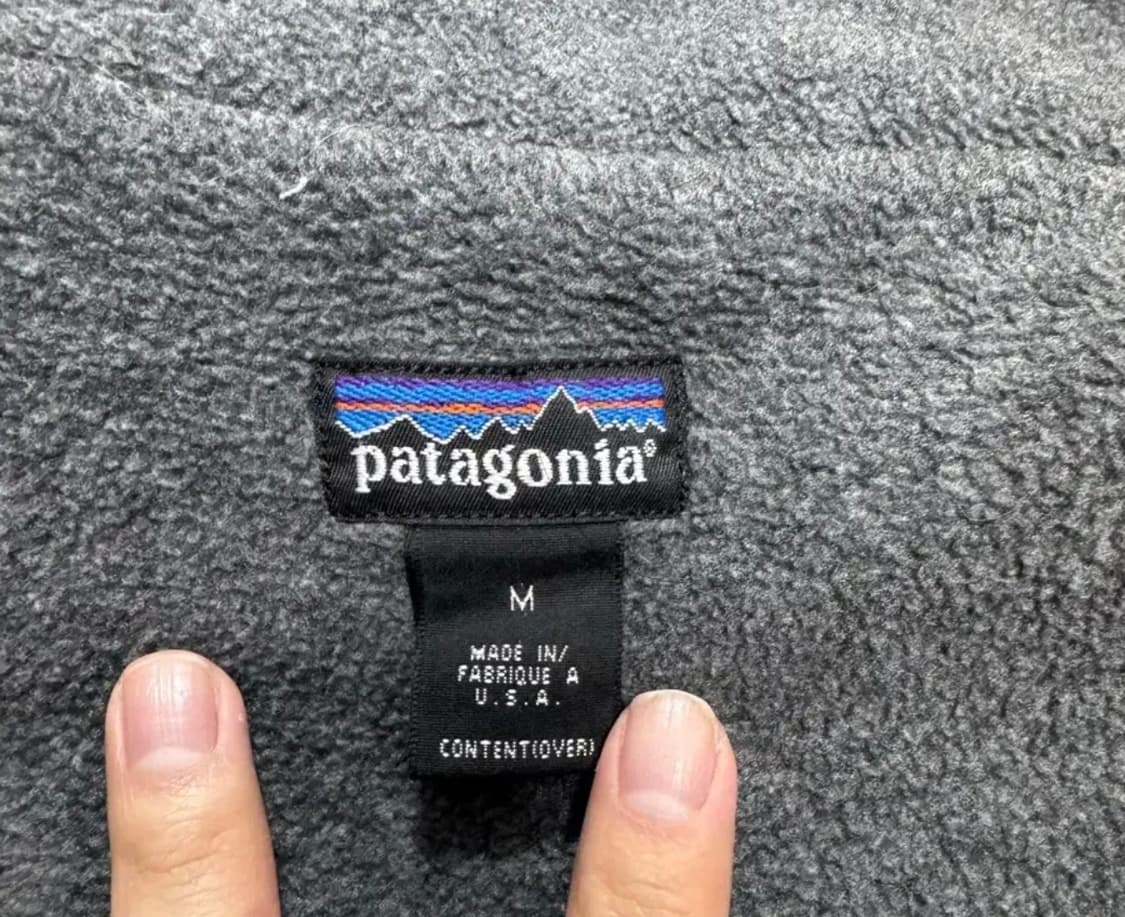 patagonia®
M
MADE IN/
FABRIQUE A
U.S.A.
CONTENT(OVER)